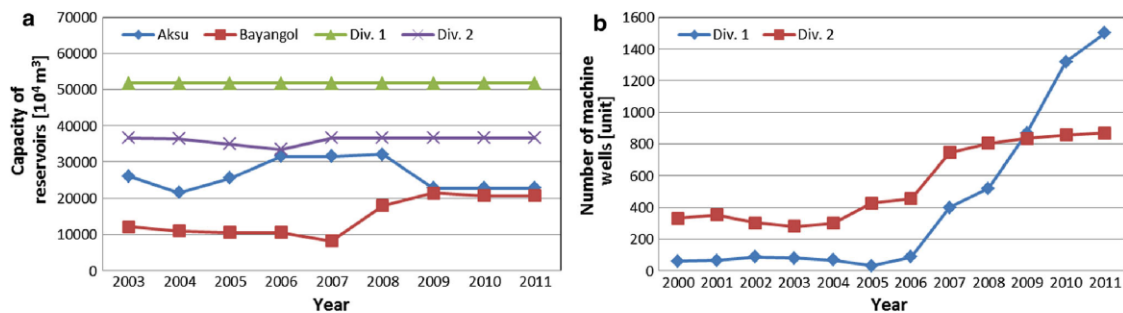 a
Aksu Bayangol Div. 1 Div. 2
Capacity of
reservoirs [10⁴ m³]
70000
60000
50000
40000
30000
20000
10000
0
2003 2004 2005 2006 2007 2008 2009 2010 2011
Year
b
Div. 1 Div. 2
Number of machine
wells [unit]
1600
1400
1200
1000
800
600
400
200
0
2000 2001 2002 2003 2004 2005 2006 2007 2008 2009 2010 2011
Year